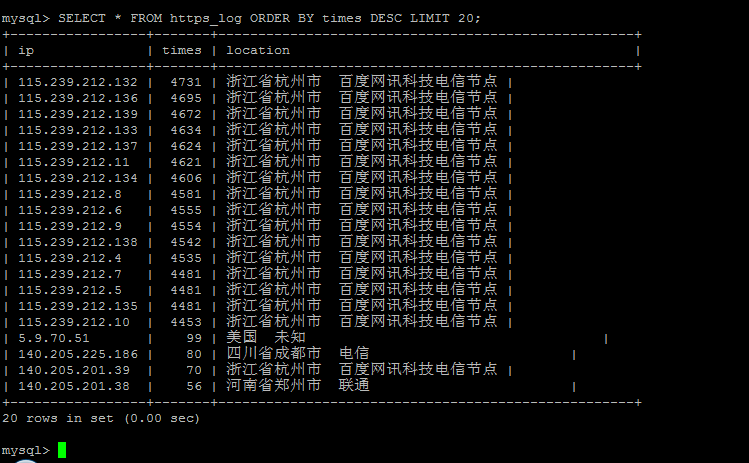 mysql> SELECT * FROM https_log ORDER BY times DESC LIMIT 20;
+-----------------+-------+----------------------------------------------------+
| ip              | times | location                                           |
+-----------------+-------+----------------------------------------------------+
| 115.239.212.132 |  4731 | 浙江省杭州市  百度网讯科技电信节点 |
| 115.239.212.136 |  4695 | 浙江省杭州市  百度网讯科技电信节点 |
| 115.239.212.139 |  4672 | 浙江省杭州市  百度网讯科技电信节点 |
| 115.239.212.133 |  4634 | 浙江省杭州市  百度网讯科技电信节点 |
| 115.239.212.137 |  4624 | 浙江省杭州市  百度网讯科技电信节点 |
| 115.239.212.11  |  4621 | 浙江省杭州市  百度网讯科技电信节点 |
| 115.239.212.134 |  4606 | 浙江省杭州市  百度网讯科技电信节点 |
| 115.239.212.8   |  4581 | 浙江省杭州市  百度网讯科技电信节点 |
| 115.239.212.6   |  4555 | 浙江省杭州市  百度网讯科技电信节点 |
| 115.239.212.9   |  4554 | 浙江省杭州市  百度网讯科技电信节点 |
| 115.239.212.138 |  4542 | 浙江省杭州市  百度网讯科技电信节点 |
| 115.239.212.4   |  4535 | 浙江省杭州市  百度网讯科技电信节点 |
| 115.239.212.7   |  4481 | 浙江省杭州市  百度网讯科技电信节点 |
| 115.239.212.5   |  4481 | 浙江省杭州市  百度网讯科技电信节点 |
| 115.239.212.135 |  4481 | 浙江省杭州市  百度网讯科技电信节点 |
| 115.239.212.10  |  4453 | 浙江省杭州市  百度网讯科技电信节点 |
| 5.9.70.51       |    99 | 美国  未知                                     |
| 140.205.225.186 |    80 | 四川省成都市  电信                         |
| 140.205.201.39  |    70 | 浙江省杭州市  百度网讯科技电信节点 |
| 140.205.201.38  |    56 | 河南省郑州市  联通                         |
+-----------------+-------+----------------------------------------------------+
20 rows in set (0.00 sec)
mysql>